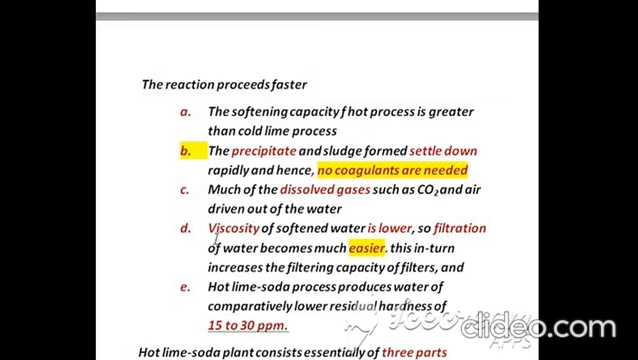 The reaction proceeds faster
a. The softening capacity f hot process is greater
than cold lime process
b. The precipitate and sludge formed settle down
rapidly and hence, no coagulants are needed
c. Much of the dissolved gases such as CO2 and air
driven out of the water
d. Viscosity of softened water is lower, so filtration
of water becomes much easier. this in-turn
increases the filtering capacity of filters, and
e. Hot lime-soda process produces water of
comparatively lower residual hardness of
15 to 30 ppm.
clideo.com
APPS
Hot lime-soda plant consists essentially of three parts